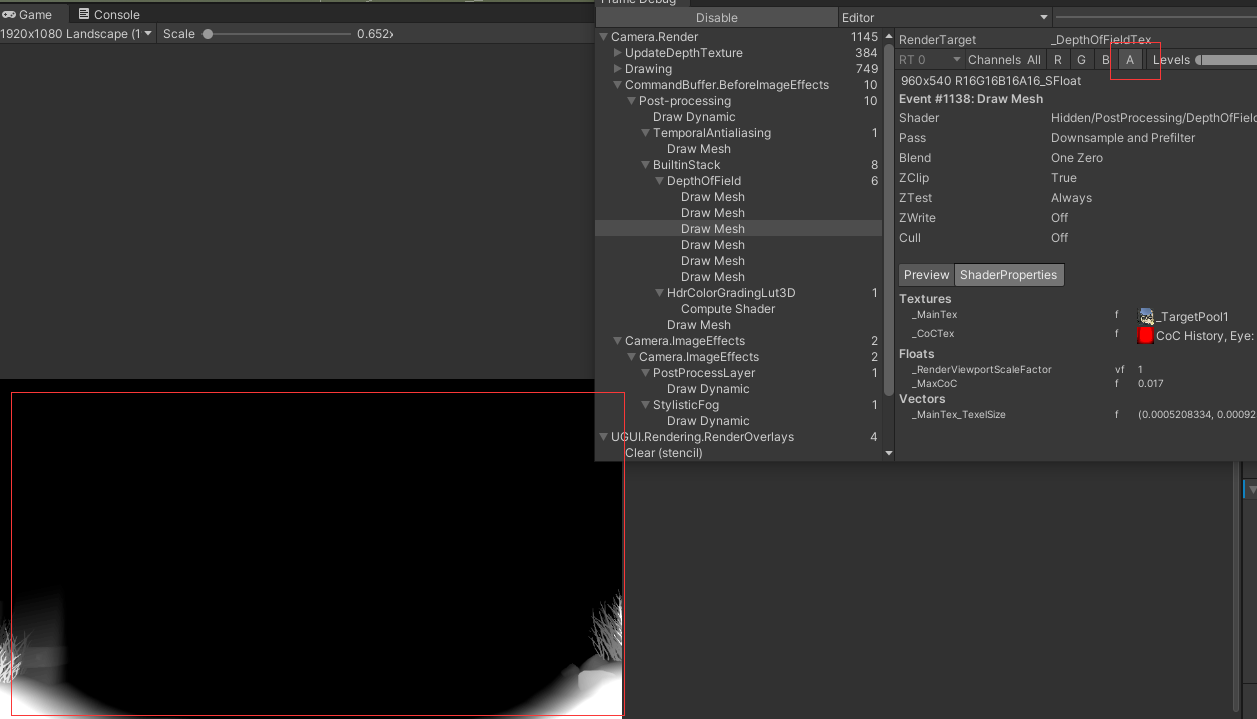 Game Console
1920x1080 Landscape (1 Scale 0.652x
Frame Debug
Disable Editor
Camera.Render 1145
UpdateDepthTexture 384
Drawing 749
CommandBuffer.BeforeImageEffects 10
Post-processing 10
Draw Dynamic
TemporalAntialiasing 1
Draw Mesh
BuiltinStack 8
DepthOfField 6
Draw Mesh
Draw Mesh
Draw Mesh
Draw Mesh
Draw Mesh
Draw Mesh
HdrColorGradingLut3D 1
Compute Shader
Draw Mesh
Camera.ImageEffects 2
Camera.ImageEffects 2
PostProcessLayer 1
Draw Dynamic
StylisticFog 1
Draw Dynamic
UGUI.Rendering.RenderOverlays 4
Clear (stencil)
RenderTarget _DepthOfFieldTex
RT 0 Channels All R G B A Levels
960x540 R16G16B16A16_SFloat
Event #1138: Draw Mesh
Shader Hidden/PostProcessing/DepthOfField
Pass Downsample and Prefilter
Blend One Zero
ZClip True
ZTest Always
ZWrite Off
Cull Off
Preview ShaderProperties
Textures
_MainTex f _TargetPool1
_CoCTex f CoC History, Eye:
Floats
_RenderViewportScaleFactor vf 1
_MaxCoC f 0.017
Vectors
_MainTex_TexelSize f (0.0005208334, 0.00092